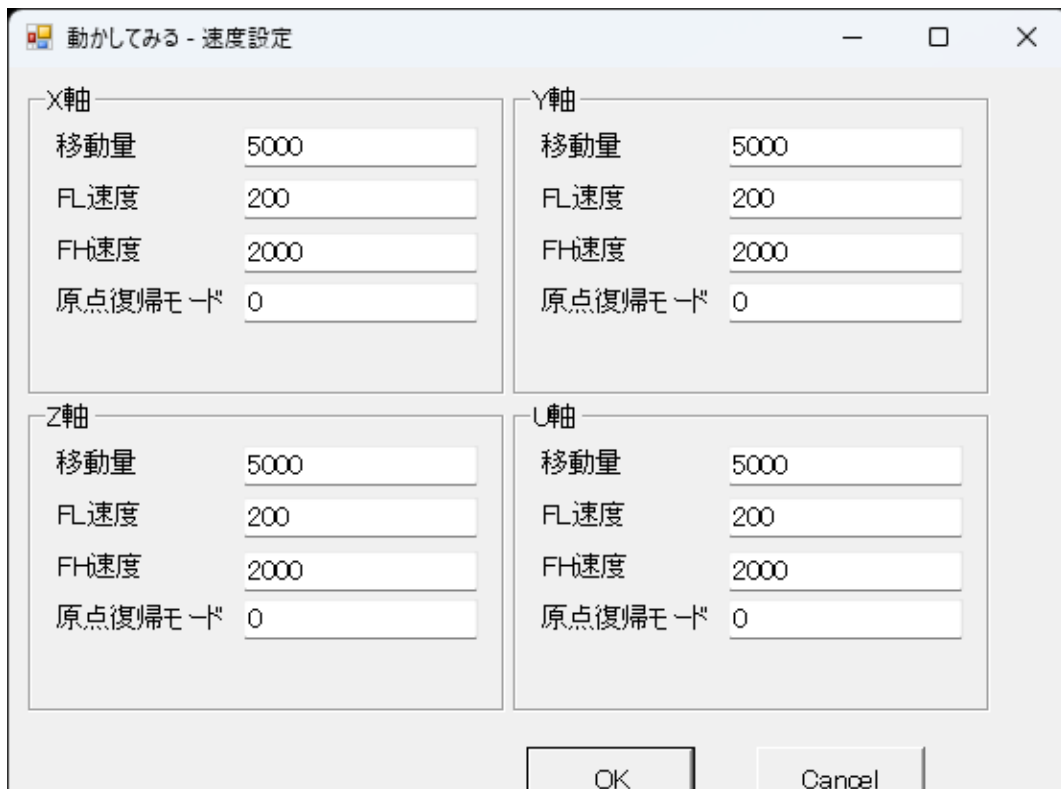 動かしてみる - 速度設定
X軸
移動量 5000
FL速度 200
FH速度 2000
原点復帰モード 0
Y軸
移動量 5000
FL速度 200
FH速度 2000
原点復帰モード 0
Z軸
移動量 5000
FL速度 200
FH速度 2000
原点復帰モード 0
U軸
移動量 5000
FL速度 200
FH速度 2000
原点復帰モード 0
OK Cancel